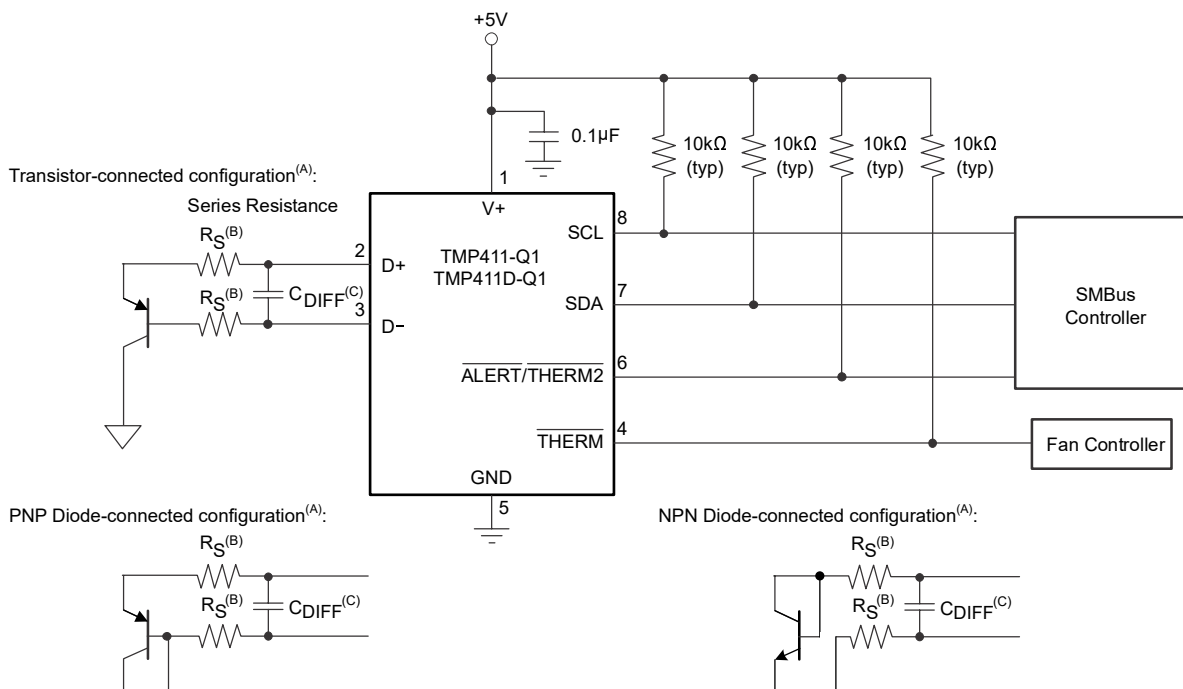 +5V
0.1µF
10kΩ
(typ)
10kΩ
(typ)
10kΩ
(typ)
10kΩ
(typ)
Transistor-connected configuration(A):
Series Resistance
RS(B)
RS(B)
CDIFF(C)
1
V+
2
D+
3
D−
TMP411-Q1
TMP411D-Q1
8
SCL
7
SDA
6
ALERT/THERM2
4
THERM
GND
5
SMBus
Controller
Fan Controller
PNP Diode-connected configuration(A):
RS(B)
RS(B)
CDIFF(C)
NPN Diode-connected configuration(A):
RS(B)
RS(B)
CDIFF(C)